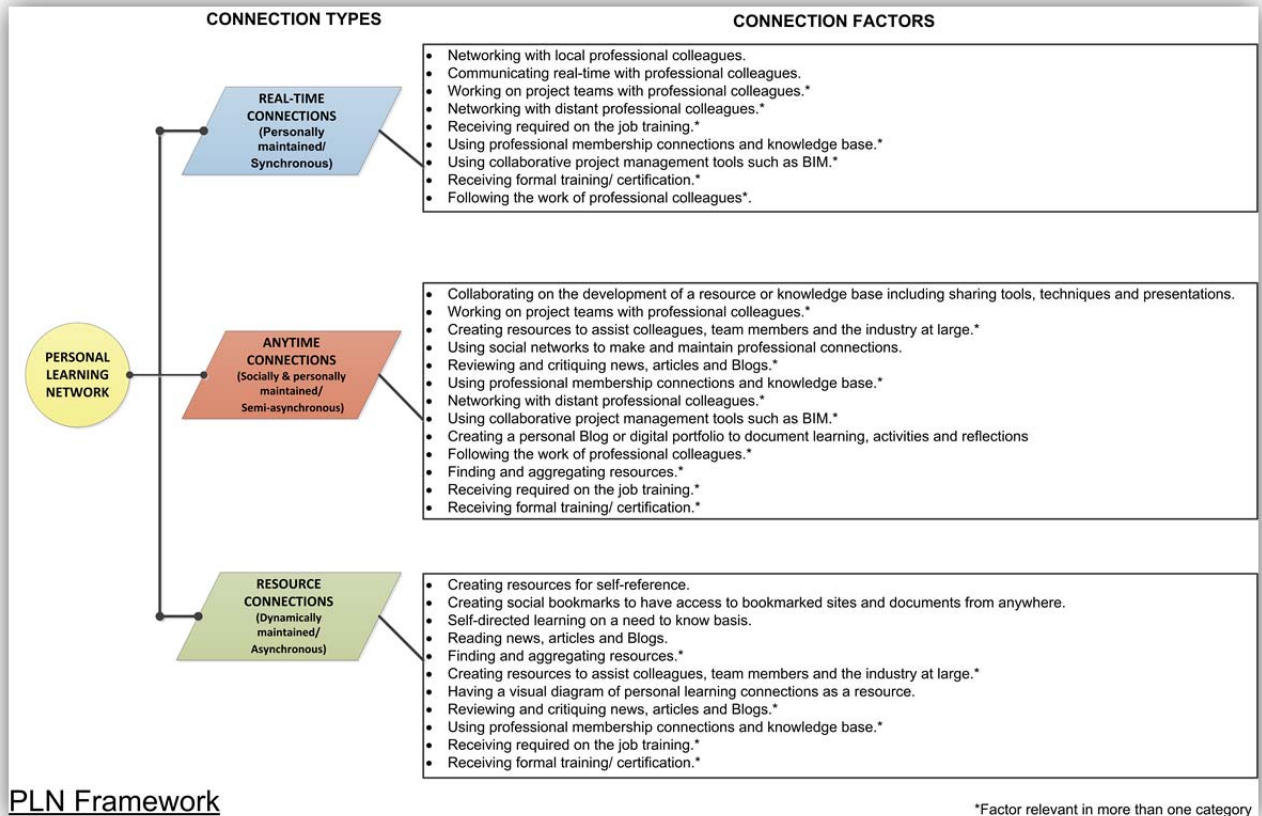 CONNECTION TYPES
CONNECTION FACTORS
PERSONAL
LEARNING
NETWORK
REAL-TIME
CONNECTIONS
(Personally
maintained/
Synchronous)
• Networking with local professional colleagues.
• Communicating real-time with professional colleagues.
• Working on project teams with professional colleagues.*
• Networking with distant professional colleagues.*
• Receiving required on the job training.*
• Using professional membership connections and knowledge base.*
• Using collaborative project management tools such as BIM.*
• Receiving formal training/ certification.*
• Following the work of professional colleagues*.
ANYTIME
CONNECTIONS
(Socially & personally
maintained/
Semi-asynchronous)
• Collaborating on the development of a resource or knowledge base including sharing tools, techniques and presentations.
• Working on project teams with professional colleagues.*
• Creating resources to assist colleagues, team members and the industry at large.*
• Using social networks to make and maintain professional connections.
• Reviewing and critiquing news, articles and Blogs.*
• Using professional membership connections and knowledge base.*
• Networking with distant professional colleagues.*
• Using collaborative project management tools such as BIM.*
• Creating a personal Blog or digital portfolio to document learning, activities and reflections
• Following the work of professional colleagues.*
• Finding and aggregating resources.*
• Receiving required on the job training.*
• Receiving formal training/ certification.*
RESOURCE
CONNECTIONS
(Dynamically
maintained/
Asynchronous)
• Creating resources for self-reference.
• Creating social bookmarks to have access to bookmarked sites and documents from anywhere.
• Self-directed learning on a need to know basis.
• Reading news, articles and Blogs.
• Finding and aggregating resources.*
• Creating resources to assist colleagues, team members and the industry at large.*
• Having a visual diagram of personal learning connections as a resource.
• Reviewing and critiquing news, articles and Blogs.*
• Using professional membership connections and knowledge base.*
• Receiving required on the job training.*
• Receiving formal training/ certification.*
PLN Framework
*Factor relevant in more than one category